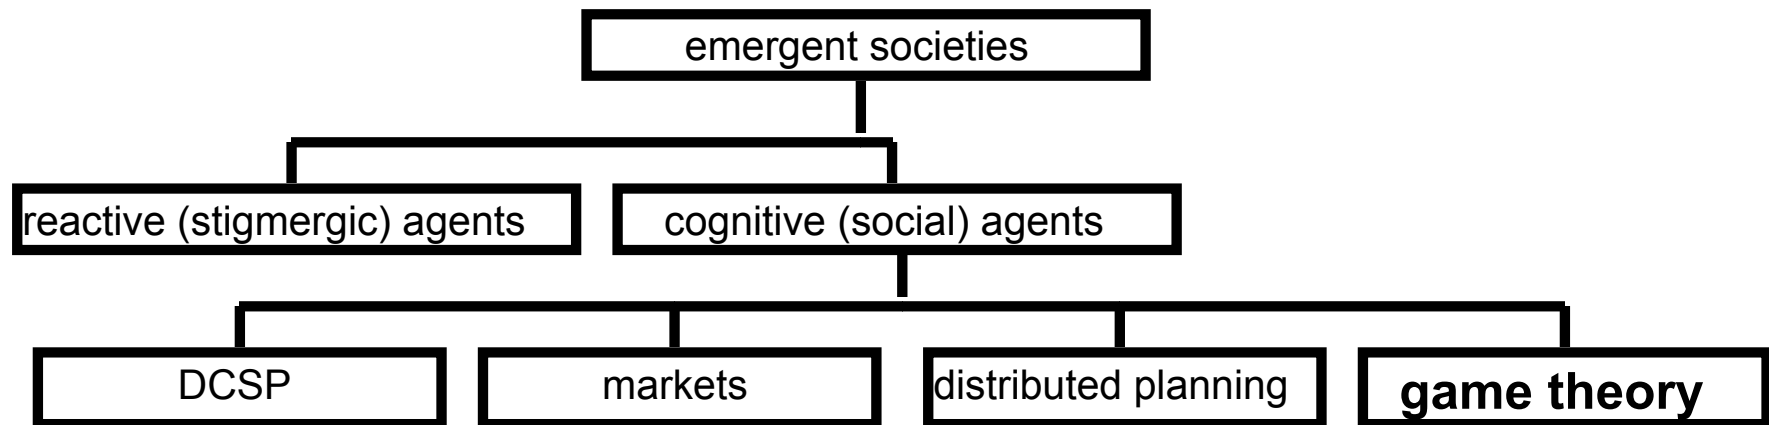 emergent societies
reactive (stigmergic) agents
cognitive (social) agents
DCSP
markets
distributed planning
game theory